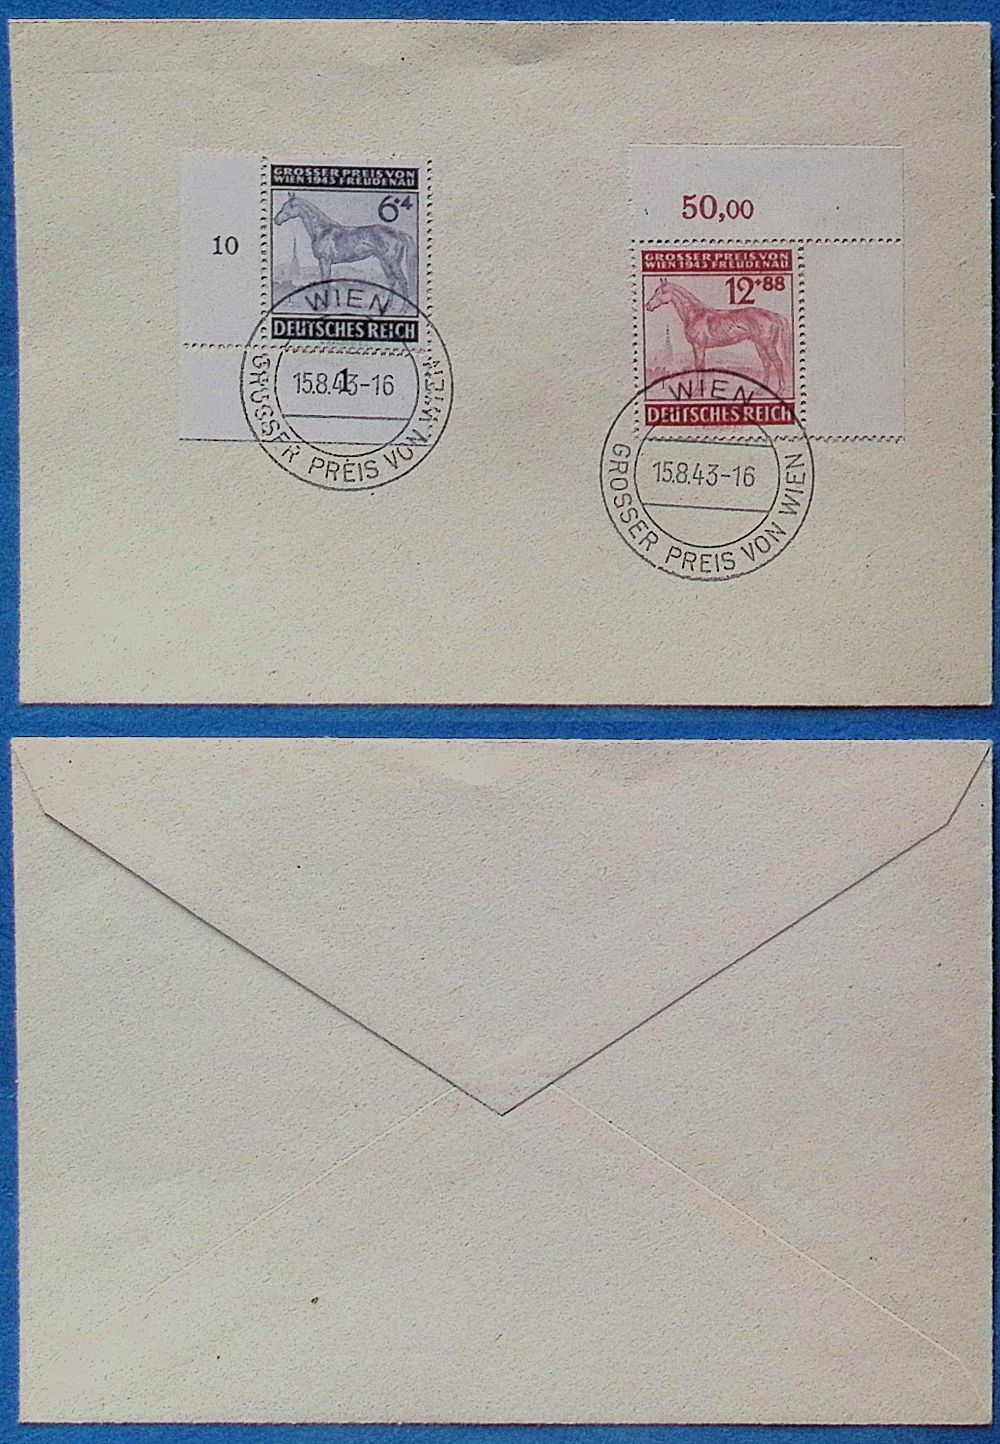 GROSSER PREIS VON
WIEN 1943 FREUDENAU
6+4
10
DEUTSCHES REICH
WIEN
15.8.43-16
1
GROSSER PREIS VON WIEN
50,00
GROSSER PREIS VON
WIEN 1943 FREUDENAU
12+88
DEUTSCHES REICH
WIEN
15.8.43-16
GROSSER PREIS VON WIEN